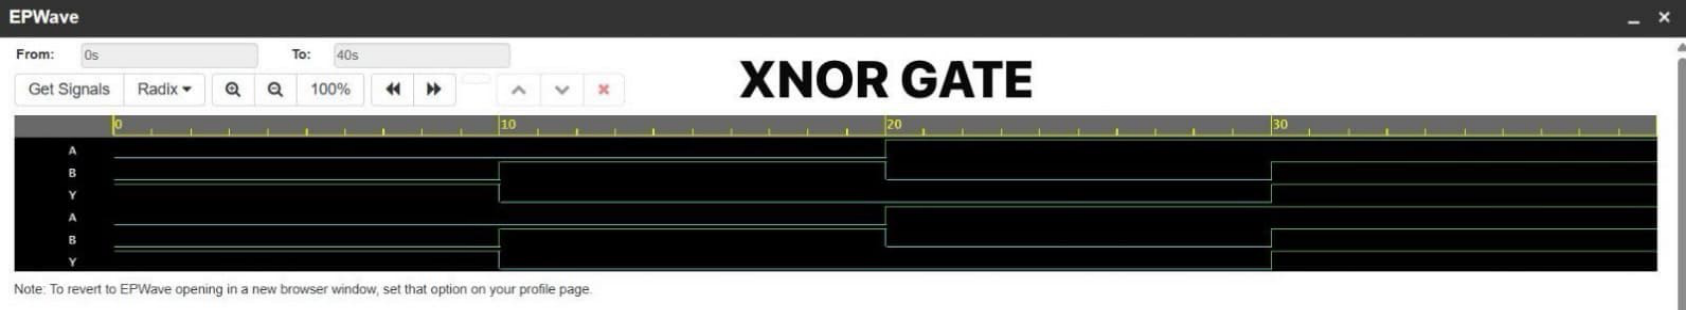 EPWave
From: 0s To: 40s
Get Signals Radix 100%
XNOR GATE
0 10 20 30
A
B
Y
A
B
Y
Note: To revert to EPWave opening in a new browser window, set that option on your profile page.